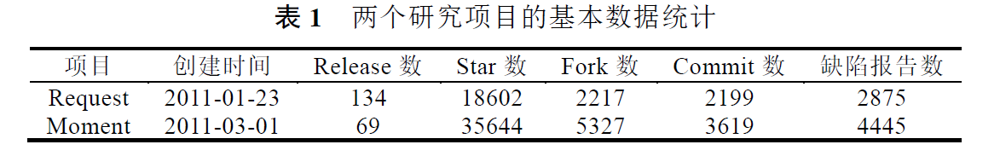 表 1 两个研究项目的基本数据统计
项目 创建时间 Release 数 Star 数 Fork 数 Commit 数 缺陷报告数
Request 2011-01-23 134 18602 2217 2199 2875
Moment 2011-03-01 69 35644 5327 3619 4445